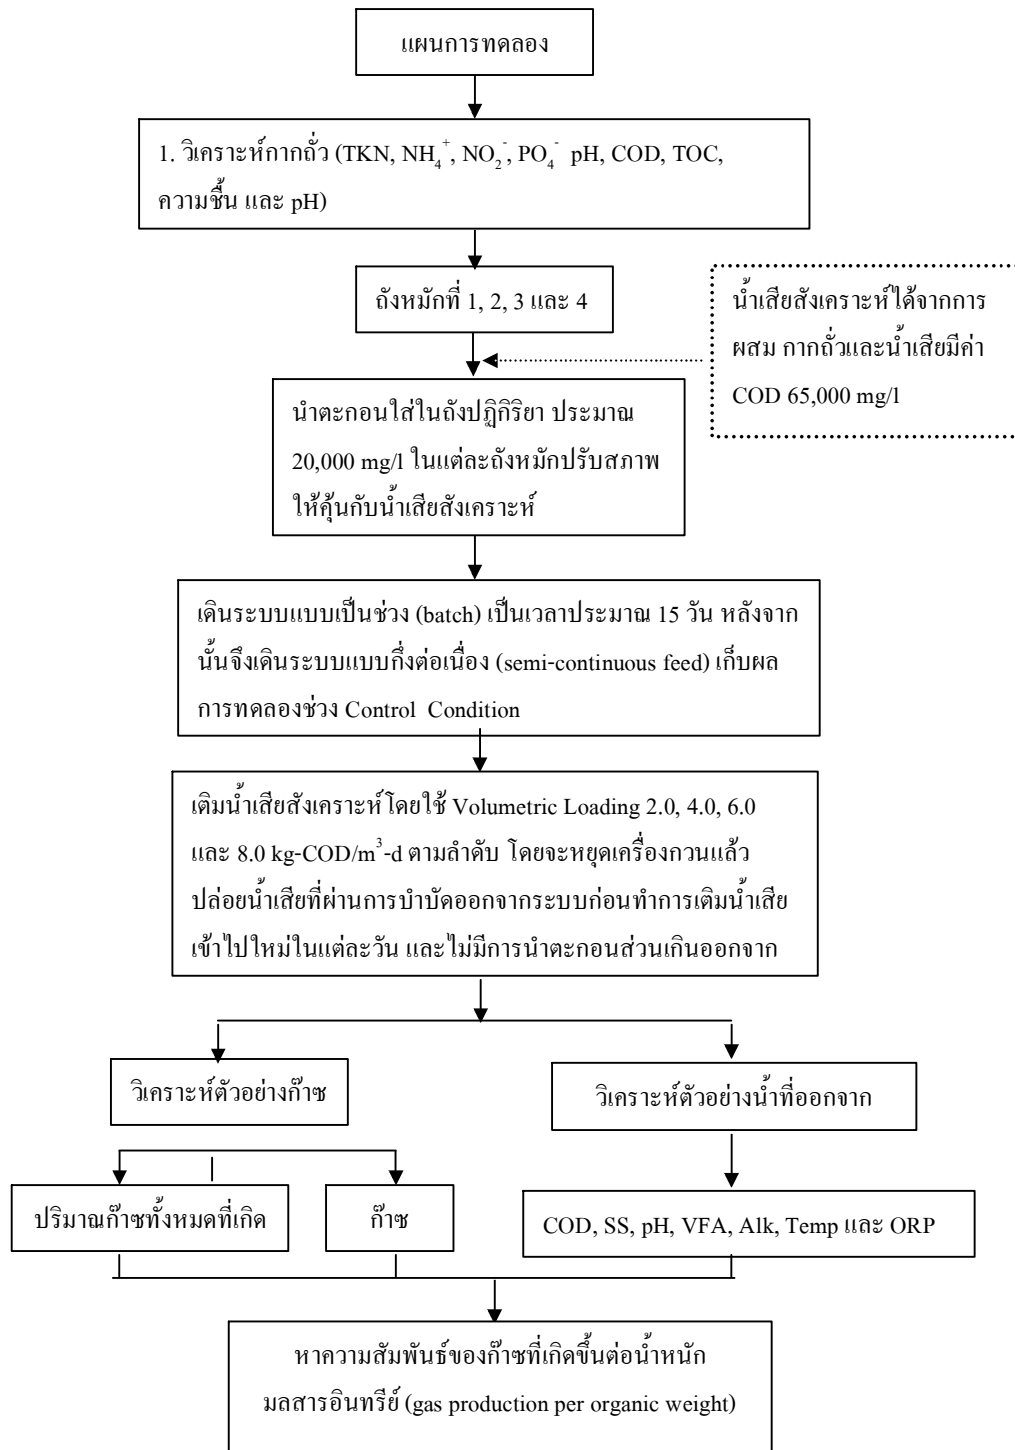 แผนการทดลอง
1. วิเคราะห์กากถั่ว (TKN, NH₄⁺, NO₂⁻, PO₄⁻ pH, COD, TOC,
ความชื้น และ pH)
ถังหมักที่ 1, 2, 3 และ 4
น้ำเสียสังเคราะห์ได้จากการ
ผสม กากถั่วและน้ำเสียมีค่า
COD 65,000 mg/l
นำตะกอนใส่ในถังปฏิกิริยา ประมาณ
20,000 mg/l ในแต่ละถังหมักปรับสภาพ
ให้คุ้นกับน้ำเสียสังเคราะห์
เดินระบบแบบเป็นช่วง (batch) เป็นเวลาประมาณ 15 วัน หลังจาก
นั้นจึงเดินระบบแบบกึ่งต่อเนื่อง (semi-continuous feed) เก็บผล
การทดลองช่วง Control Condition
เติมน้ำเสียสังเคราะห์โดยใช้ Volumetric Loading 2.0, 4.0, 6.0
และ 8.0 kg-COD/m³-d ตามลำดับ โดยจะหยุดเครื่องกวนแล้ว
ปล่อยน้ำเสียที่ผ่านการบำบัดออกจากระบบก่อนทำการเติมน้ำเสีย
เข้าไปใหม่ในแต่ละวัน และไม่มีการนำตะกอนส่วนเกินออกจาก
วิเคราะห์ตัวอย่างก๊าซ
วิเคราะห์ตัวอย่างน้ำที่ออกจาก
ปริมาณก๊าซทั้งหมดที่เกิด
ก๊าซ
COD, SS, pH, VFA, Alk, Temp และ ORP
หาความสัมพันธ์ของก๊าซที่เกิดขึ้นต่อน้ำหนัก
มลสารอินทรีย์ (gas production per organic weight)